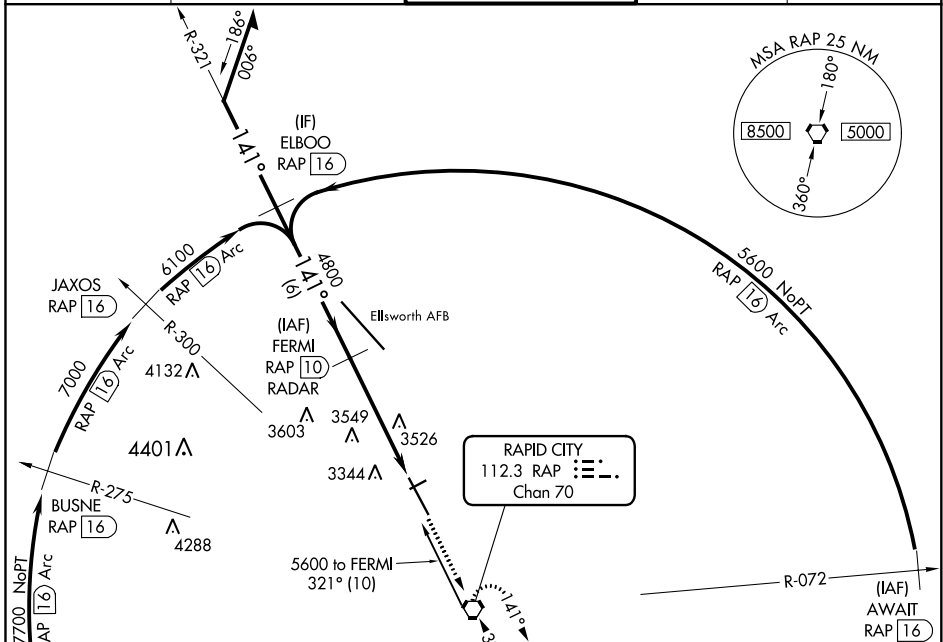 R-321
186°
006°
141°
(IF)
ELBOO
RAP 16
MSA RAP 25 NM
180°
8500
5000
360°
6100
RAP 16 Arc
4800
141°
(6)
5600 NoPT
RAP 16 Arc
JAXOS
RAP 16
R-300
Ellsworth AFB
(IAF)
FERMI
RAP 10
RADAR
7000
RAP 16 Arc
4132
3603
3549
3526
4401
3344
RAPID CITY
112.3 RAP
Chan 70
R-275
BUSNE
RAP 16
4288
5600 to FERMI
321° (10)
141°
R-072
(IAF)
AWAIT
RAP 16
7700 NoPT
AP 16 Arc
3